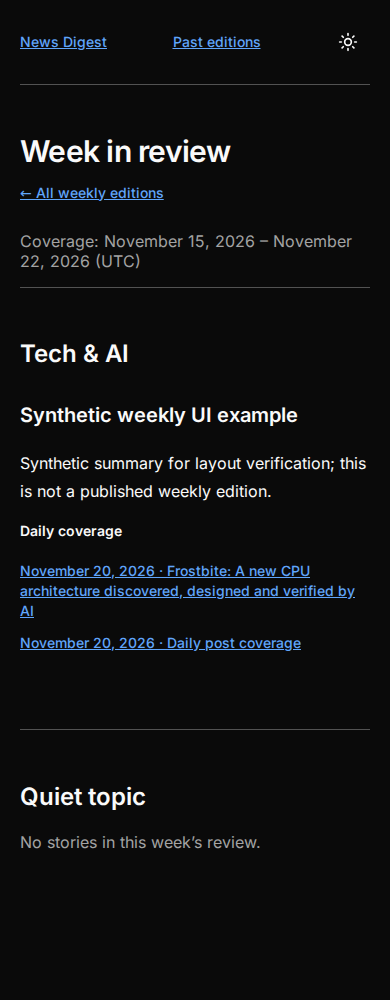 News Digest
Past editions
Week in review
← All weekly editions
Coverage: November 15, 2026 – November
22, 2026 (UTC)
Tech & AI
Synthetic weekly UI example
Synthetic summary for layout verification; this
is not a published weekly edition.
Daily coverage
November 20, 2026 · Frostbite: A new CPU
architecture discovered, designed and verified by
AI
November 20, 2026 · Daily post coverage
Quiet topic
No stories in this week’s review.